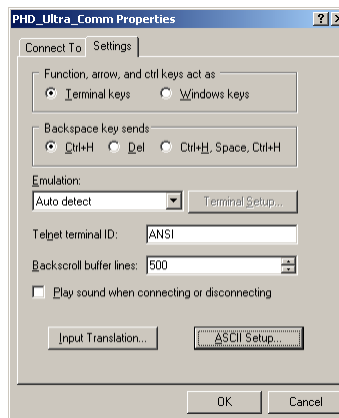 PHD_Ultra_Comm Properties
Connect To Settings
Function, arrow, and ctrl keys act as
Terminal keys Windows keys
Backspace key sends
Ctrl+H Del Ctrl+H, Space, Ctrl+H
Emulation:
Auto detect Terminal Setup...
Telnet terminal ID: ANSI
Backscroll buffer lines: 500
Play sound when connecting or disconnecting
Input Translation... ASCII Setup...
OK Cancel